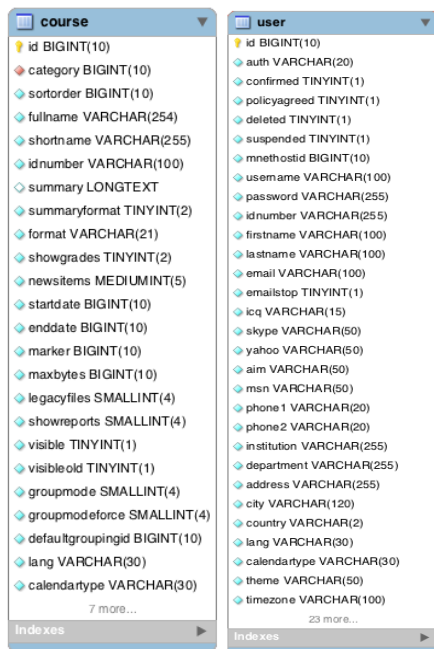 course
id BIGINT(10)
category BIGINT(10)
sortorder BIGINT(10)
fullname VARCHAR(254)
shortname VARCHAR(255)
idnumber VARCHAR(100)
summary LONGTEXT
summaryformat TINYINT(2)
format VARCHAR(21)
showgrades TINYINT(2)
newsitems MEDIUMINT(5)
startdate BIGINT(10)
enddate BIGINT(10)
marker BIGINT(10)
maxbytes BIGINT(10)
legacyfiles SMALLINT(4)
showreports SMALLINT(4)
visible TINYINT(1)
visibleold TINYINT(1)
groupmode SMALLINT(4)
groupmodeforce SMALLINT(4)
defaultgroupingid BIGINT(10)
lang VARCHAR(30)
calendartype VARCHAR(30)
7 more...
Indexes
user
id BIGINT(10)
auth VARCHAR(20)
confirmed TINYINT(1)
policyagreed TINYINT(1)
deleted TINYINT(1)
suspended TINYINT(1)
mnethostid BIGINT(10)
username VARCHAR(100)
password VARCHAR(255)
idnumber VARCHAR(255)
firstname VARCHAR(100)
lastname VARCHAR(100)
email VARCHAR(100)
emailstop TINYINT(1)
icq VARCHAR(15)
skype VARCHAR(50)
yahoo VARCHAR(50)
aim VARCHAR(50)
msn VARCHAR(50)
phone1 VARCHAR(20)
phone2 VARCHAR(20)
institution VARCHAR(255)
department VARCHAR(255)
address VARCHAR(255)
city VARCHAR(120)
country VARCHAR(2)
lang VARCHAR(30)
calendartype VARCHAR(30)
theme VARCHAR(50)
timezone VARCHAR(100)
23 more...
Indexes